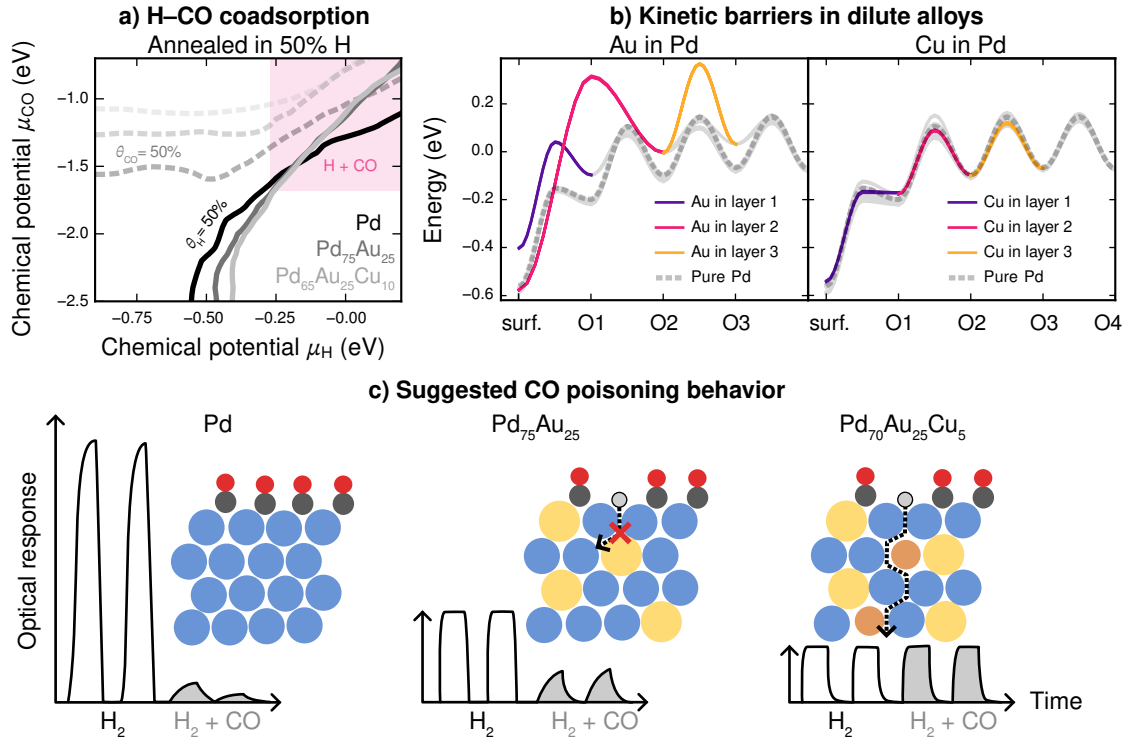 a) H–CO coadsorption
Annealed in 50% H
Chemical potential μCO (eV)
−1.0
−1.5
−2.0
−2.5
θCO = 50%
θH = 50%
H + CO
Pd
Pd75Au25
Pd65Au25Cu10
−0.75
−0.50
−0.25
−0.00
Chemical potential μH (eV)
b) Kinetic barriers in dilute alloys
Au in Pd
Cu in Pd
Energy (eV)
0.2
0.0
−0.2
−0.4
−0.6
Au in layer 1
Au in layer 2
Au in layer 3
Pure Pd
Cu in layer 1
Cu in layer 2
Cu in layer 3
Pure Pd
surf.
O1
O2
O3
surf.
O1
O2
O3
O4
c) Suggested CO poisoning behavior
Pd
Pd75Au25
Pd70Au25Cu5
Optical response
H2
H2 + CO
H2
H2 + CO
H2
H2 + CO
Time